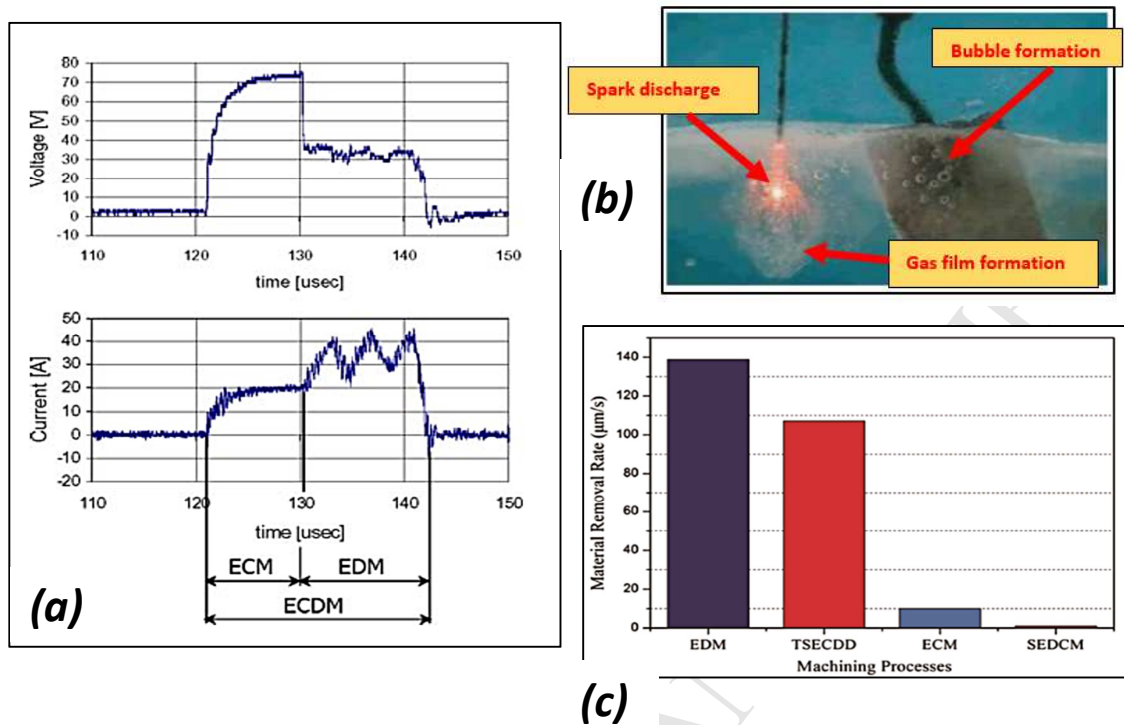 80
70
60
50
40
30
20
10
0
-10
Voltage [V]
110 120 130 140 150
time [usec]
50
40
30
20
10
0
-10
-20
Current [A]
110 120 130 140 150
time [usec]
ECM EDM
ECDM
(a)
Bubble formation
Spark discharge
Gas film formation
(b)
140
120
100
80
60
40
20
0
Material Removal Rate (μm/s)
EDM TSECDD ECM SEDCM
Machining Processes
(c)